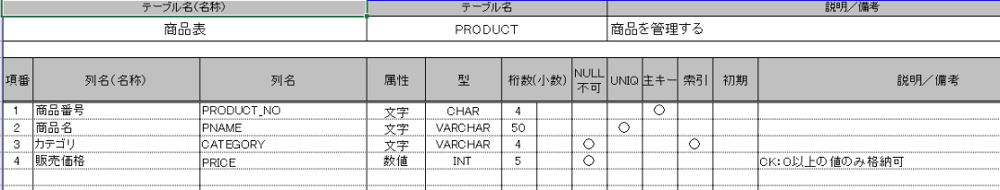 テーブル名(名称) テーブル名 説明／備考
商品表 PRODUCT 商品を管理する
項番 列名(名称) 列名 属性 型 桁数(小数) NULL不可 UNIQ 主キー 索引 初期 説明／備考
1 商品番号 PRODUCT_NO 文字 CHAR 4 ○
2 商品名 PNAME 文字 VARCHAR 50 ○
3 カテゴリ CATEGORY 文字 VARCHAR 4 ○ ○
4 販売価格 PRICE 数値 INT 5 ○ CK:0以上の値のみ格納可